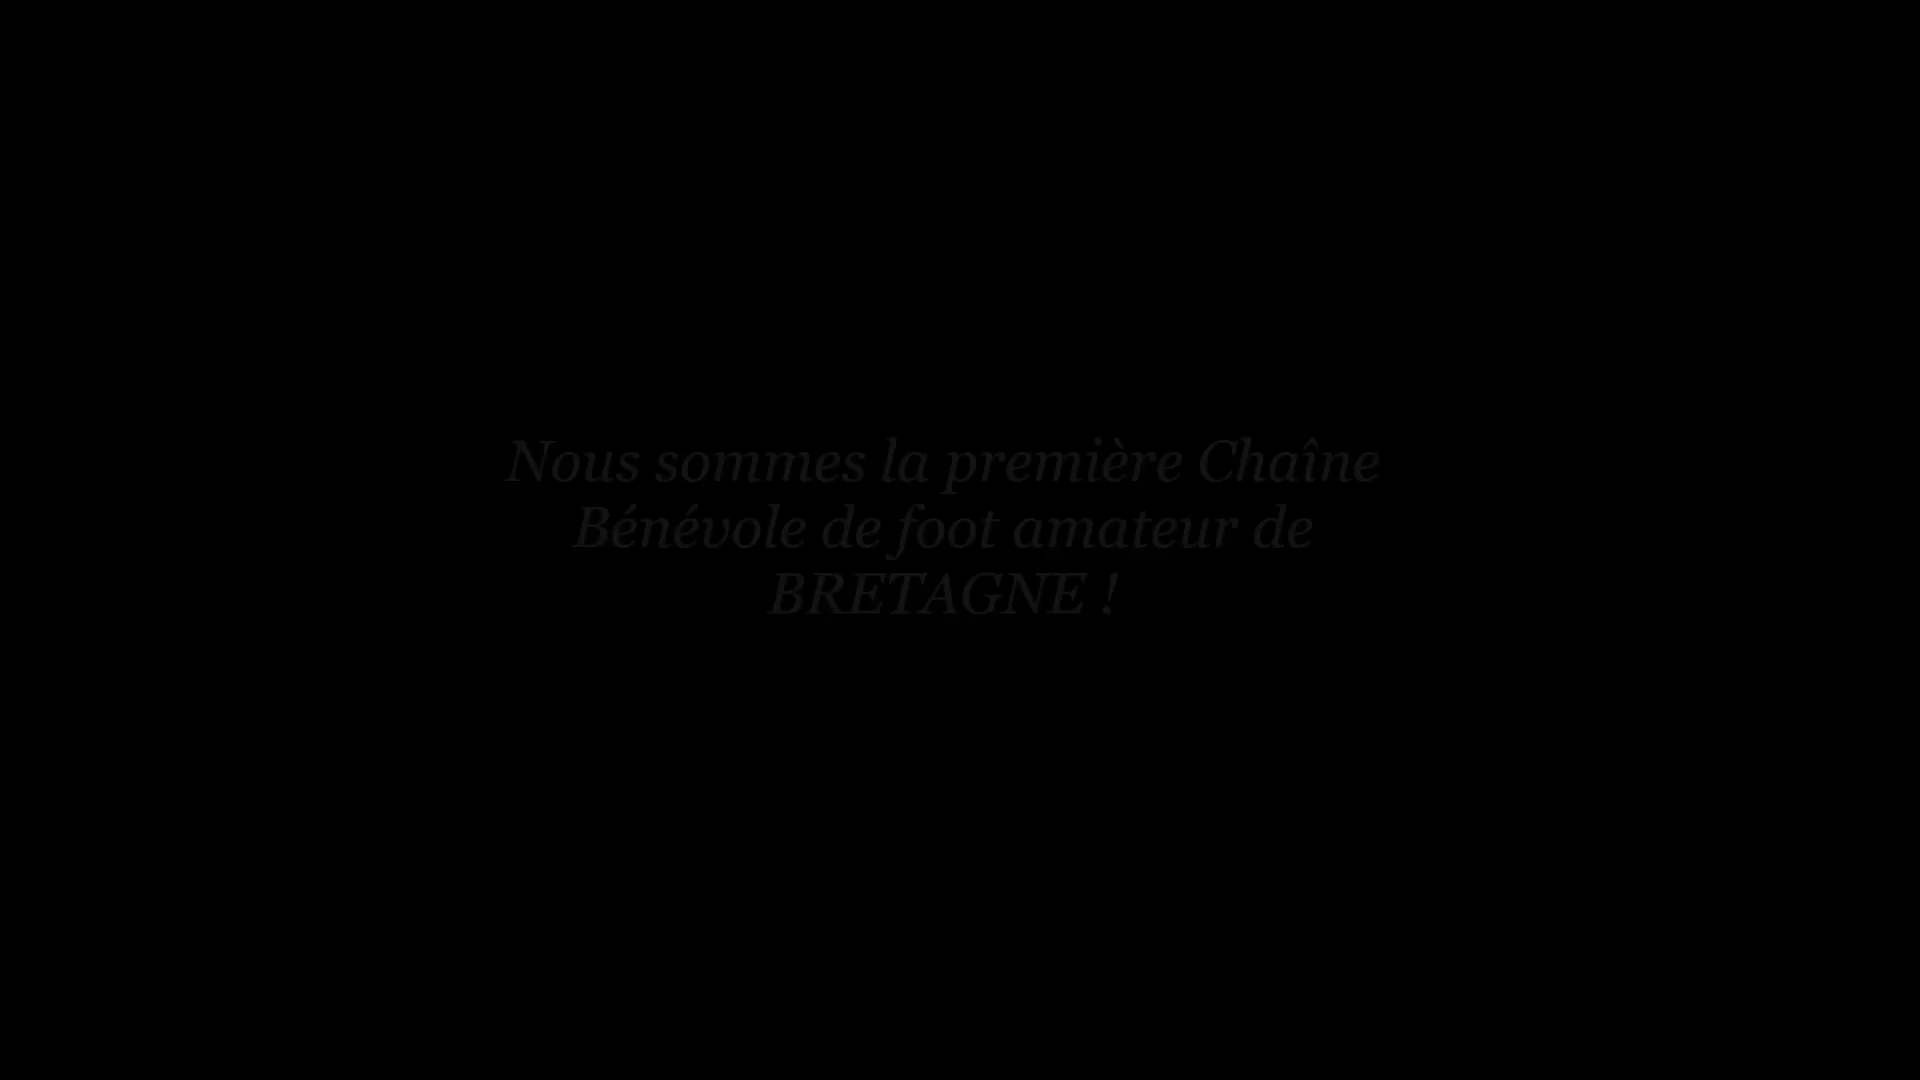 Nous sommes la première Chaîne
Bénévole de foot amateur de
BRETAGNE !